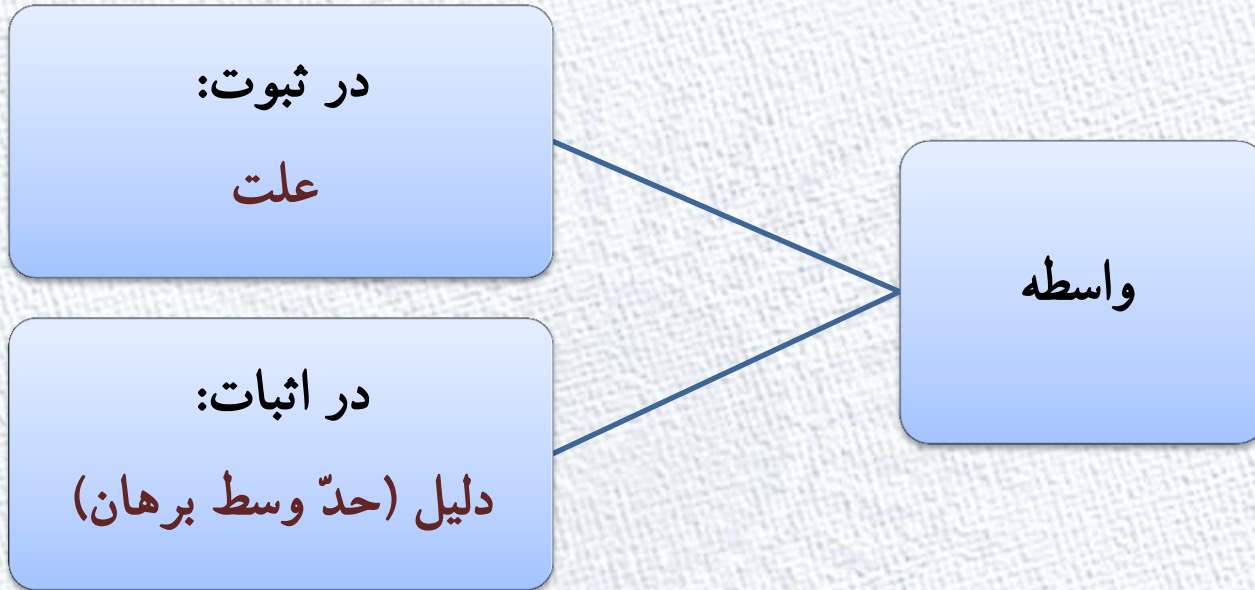 واسطه
در ثبوت:
علت
در اثبات:
دلیل (حدّ وسط برهان)